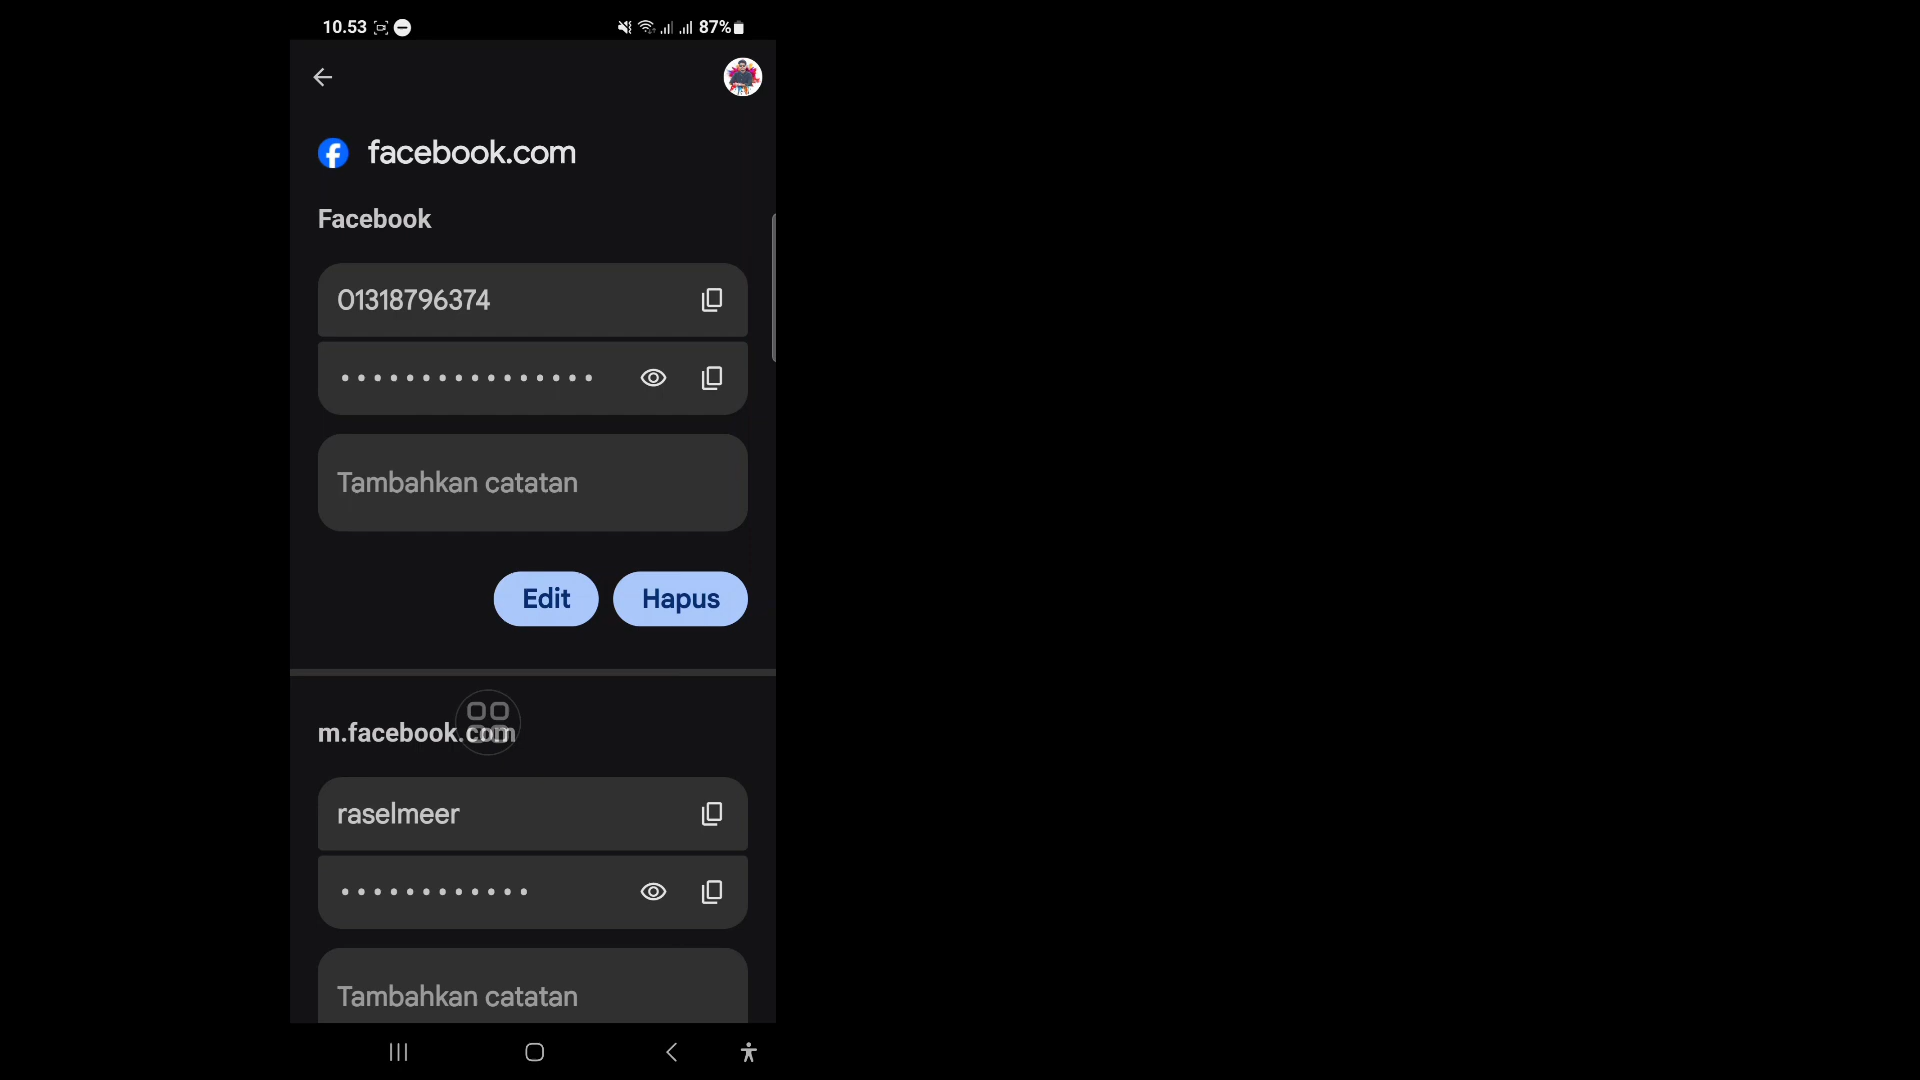 10.53
87%
facebook.com
Facebook
01318796374
Tambahkan catatan
Edit
Hapus
m.facebook.com
raselmeer
Tambahkan catatan